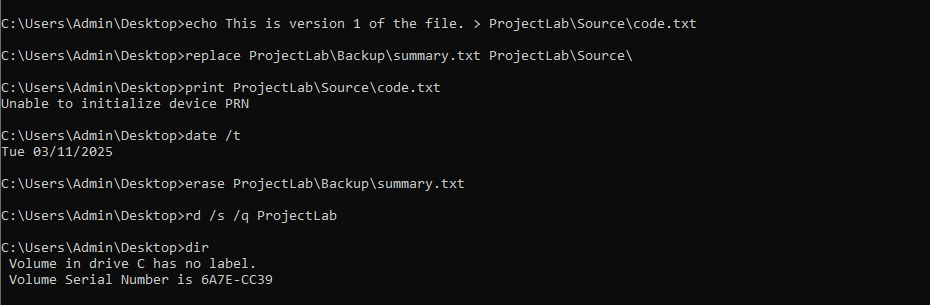 C:\Users\Admin\Desktop>echo This is version 1 of the file. > ProjectLab\Source\code.txt
C:\Users\Admin\Desktop>replace ProjectLab\Backup\summary.txt ProjectLab\Source\
C:\Users\Admin\Desktop>print ProjectLab\Source\code.txt
Unable to initialize device PRN
C:\Users\Admin\Desktop>date /t
Tue 03/11/2025
C:\Users\Admin\Desktop>erase ProjectLab\Backup\summary.txt
C:\Users\Admin\Desktop>rd /s /q ProjectLab
C:\Users\Admin\Desktop>dir
Volume in drive C has no label.
Volume Serial Number is 6A7E-CC39